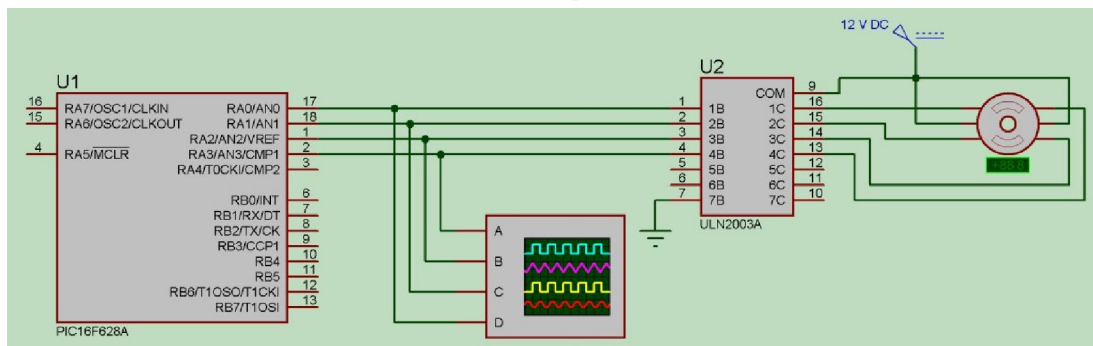 12 V DC
U1
16 RA7/OSC1/CLKIN RA0/AN0 17
15 RA6/OSC2/CLKOUT RA1/AN1 18
RA2/AN2/VREF 1
4 RA5/MCLR RA3/AN3/CMP1 2
RA4/T0CKI/CMP2 3
RB0/INT 6
RB1/RX/DT 7
RB2/TX/CK 8
RB3/CCP1 9
RB4 10
RB5 11
RB6/T1OSO/T1CKI 12
RB7/T1OSI 13
PIC16F628A
A
B
C
D
U2
COM 9
1 1B 1C 16
2 2B 2C 15
3 3B 3C 14
4 4B 4C 13
5 5B 5C 12
6 6B 6C 11
7 7B 7C 10
ULN2003A
+88.8